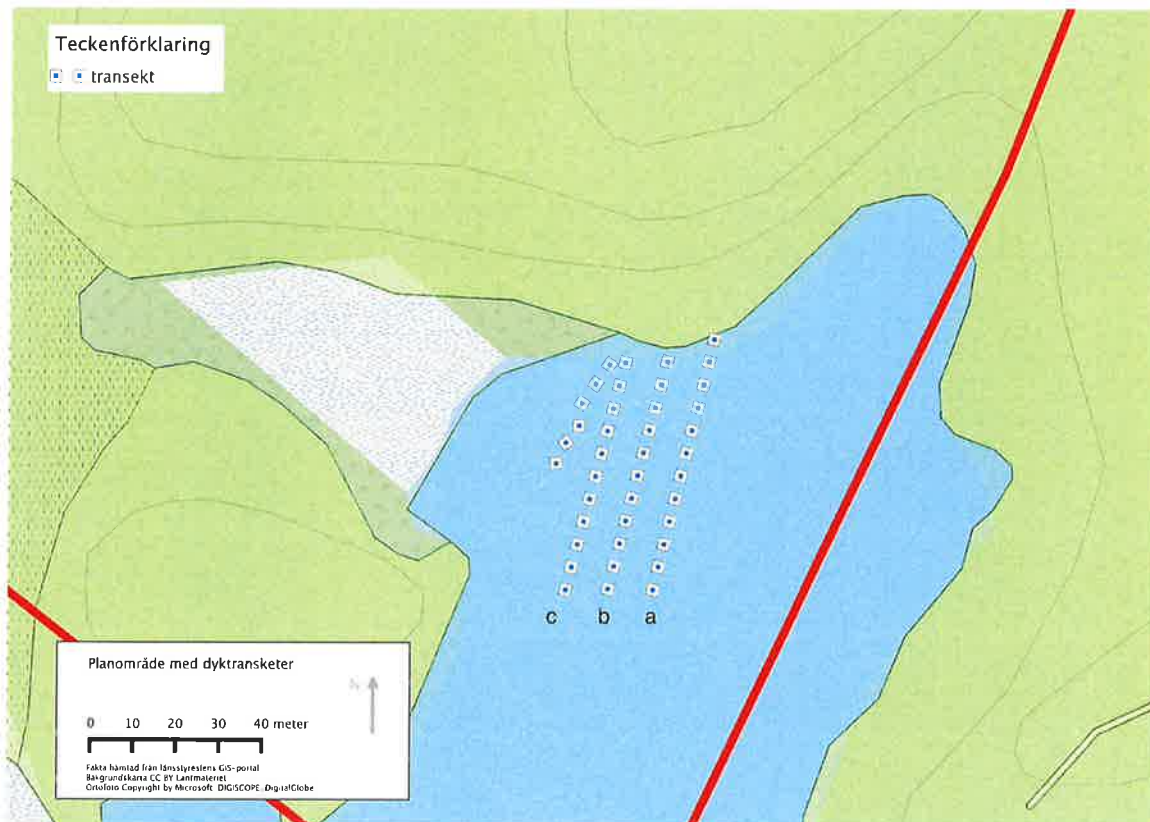 Teckenförklaring
transekt
c b a
Planområde med dyktransketer
N
0 10 20 30 40 meter
Fakta hämtad från länsstyrelsens GIS-portal
Bakgrundskarta CC BY Lantmäteriet
Ortofoto Copyright by Microsoft DIGISCOPE, DigitalGlobe